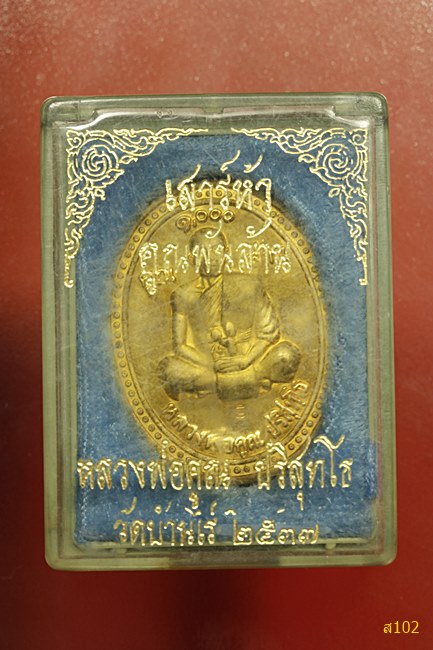 เสาร์ห้า
คูณพันล้าน
หลวงพ่อคูณ ปริสุทโธ
วัดบ้านไร่ ๒๕๓๗
ส102